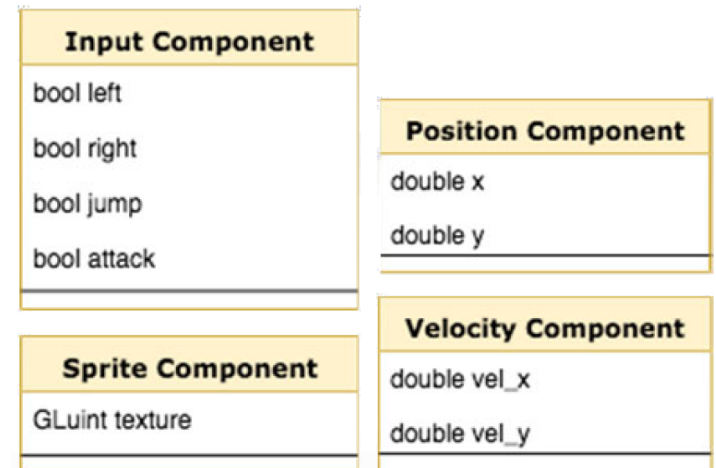 Input Component
bool left
bool right
bool jump
bool attack
Sprite Component
GLuint texture
Position Component
double x
double y
Velocity Component
double vel_x
double vel_y